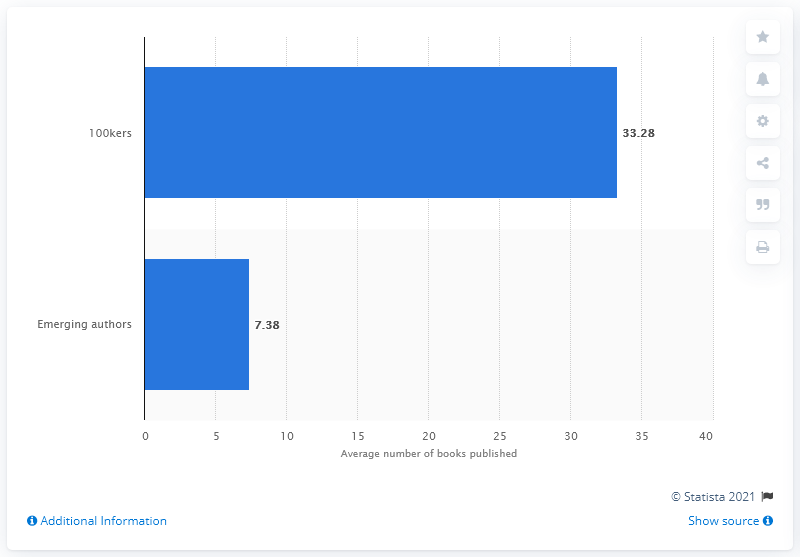 100kers
33.28
Emerging authors
7.38
0 5 10 15 20 25 30 35 40
Average number of books published
© Statista 2021
Additional Information
Show source